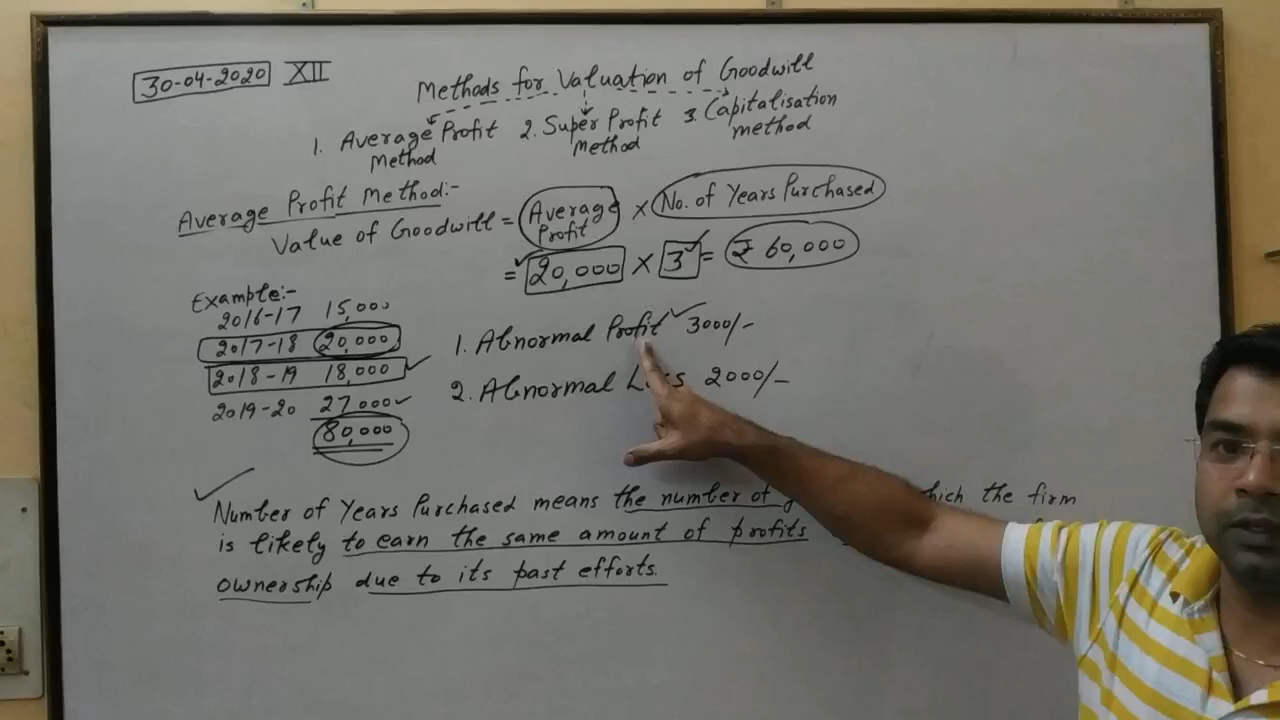 30-04-2020 XII
Methods for Valuation of Goodwill
1. Average Profit Method 2. Super Profit Method 3. Capitalisation method
Average Profit Method:-
Value of Goodwill = Average Profit × No. of Years Purchased
= 20,000 × 3 = ₹ 60,000
Example:-
2016-17 15,000
2017-18 20,000
2018-19 18,000
2019-20 27,000
80,000
1. Abnormal Profit 3000/-
2. Abnormal Loss 2000/-
Number of Years Purchased means the number of which the firm
is likely to earn the same amount of profits
ownership due to its past efforts.